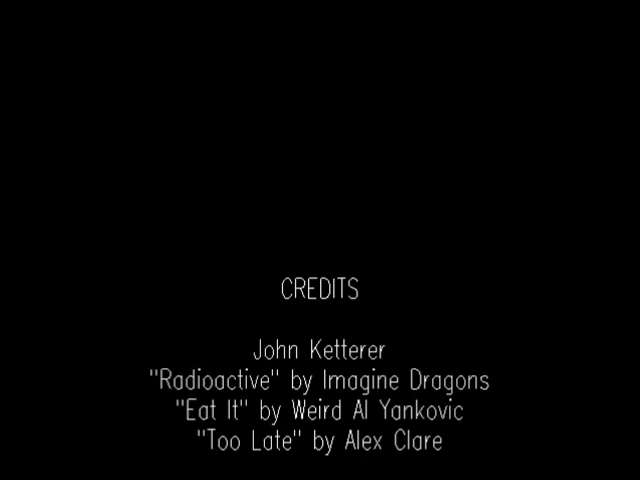 CREDITS
John Ketterer
"Radioactive" by Imagine Dragons
"Eat It" by Weird Al Yankovic
"Too Late" by Alex Clare